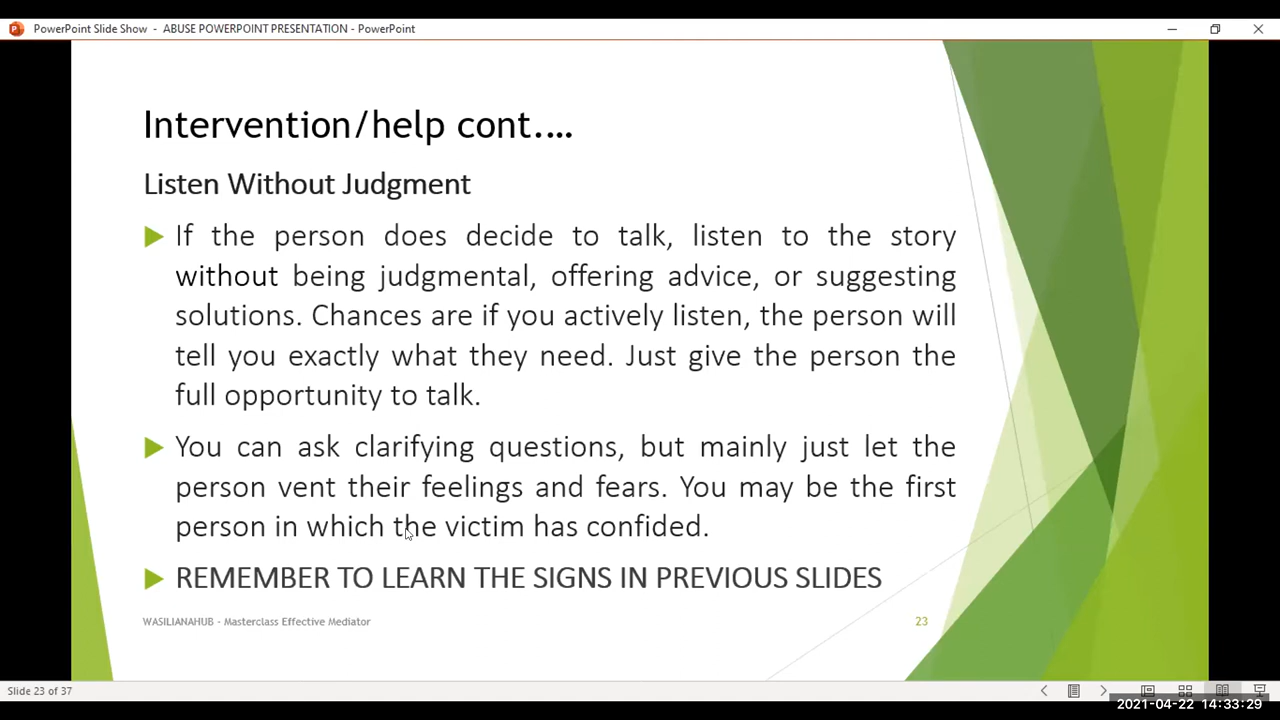 PowerPoint Slide Show - ABUSE POWERPOINT PRESENTATION - PowerPoint
Intervention/help cont.…
Listen Without Judgment
If the person does decide to talk, listen to the story
without being judgmental, offering advice, or suggesting
solutions. Chances are if you actively listen, the person will
tell you exactly what they need. Just give the person the
full opportunity to talk.
You can ask clarifying questions, but mainly just let the
person vent their feelings and fears. You may be the first
person in which the victim has confided.
REMEMBER TO LEARN THE SIGNS IN PREVIOUS SLIDES
WASILIANAHUB - Masterclass Effective Mediator
23
Slide 23 of 37
2021-04-22 14:33:29